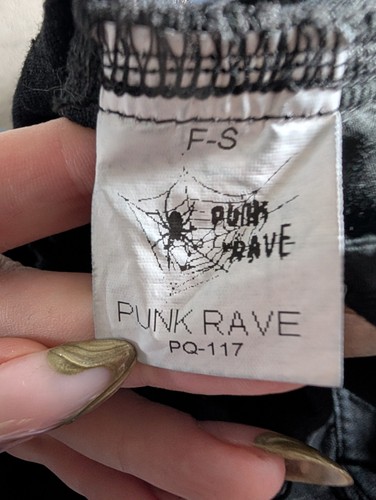 F-S
PUNK
RAVE
PUNK RAVE
PQ-117